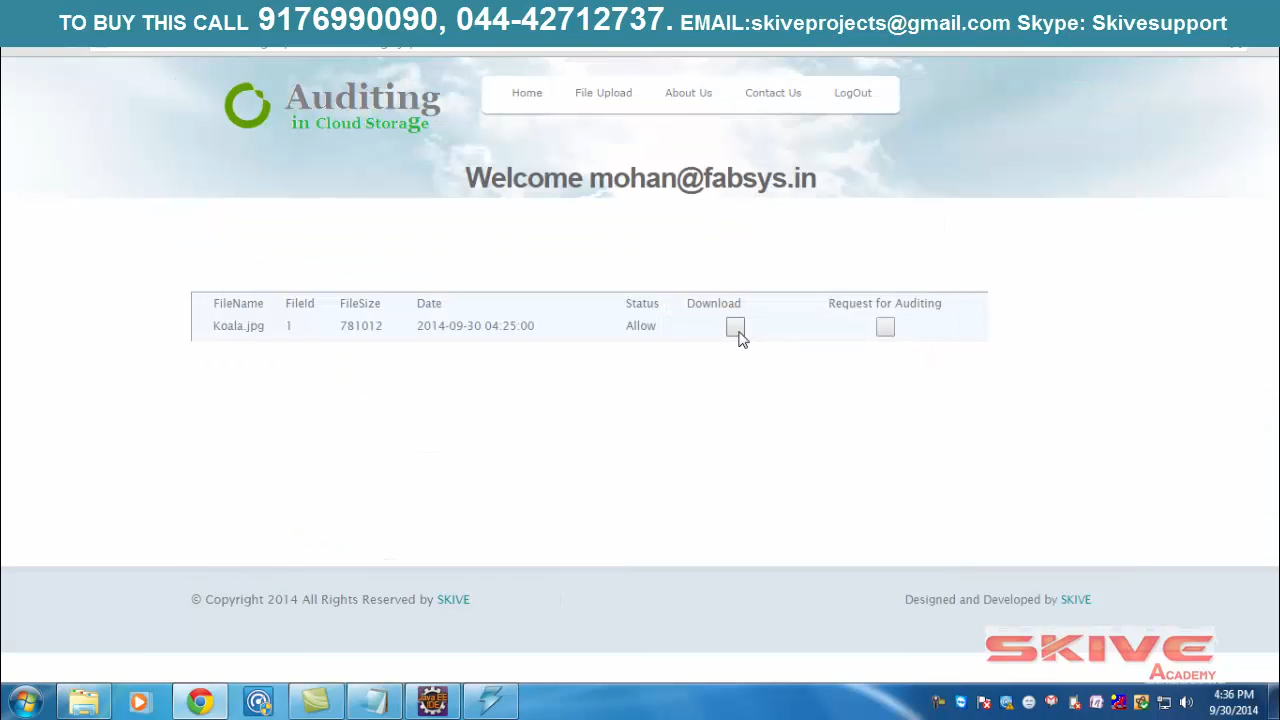 TO BUY THIS CALL 9176990090, 044-42712737. EMAIL:skiveprojects@gmail.com Skype: Skivesupport
Auditing
in Cloud Storage
Home File Upload About Us Contact Us LogOut
Welcome mohan@fabsys.in
FileName FileId FileSize Date Status Download Request for Auditing
Koala.jpg 1 781012 2014-09-30 04:25:00 Allow
© Copyright 2014 All Rights Reserved by SKIVE
Designed and Developed by SKIVE
SKIVE
ACADEMY
Java EE
IDE
4:36 PM
9/30/2014